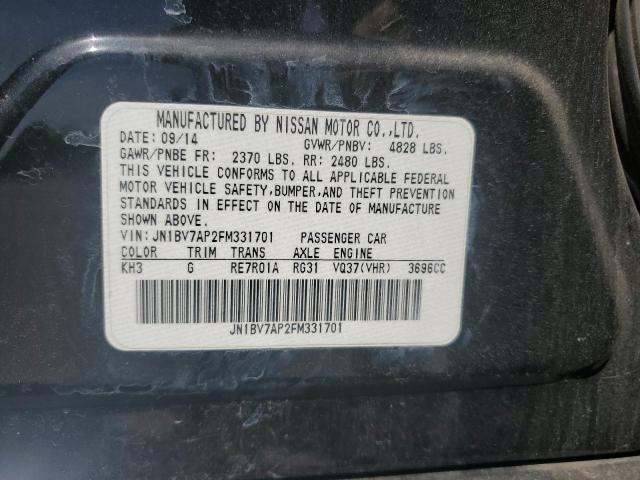 MANUFACTURED BY NISSAN MOTOR CO.,LTD.
DATE: 09/14 GVWR/PNBV: 4828 LBS.
GAWR/PNBE FR: 2370 LBS. RR: 2480 LBS.
THIS VEHICLE CONFORMS TO ALL APPLICABLE FEDERAL
MOTOR VEHICLE SAFETY,BUMPER,AND THEFT PREVENTION
STANDARDS IN EFFECT ON THE DATE OF MANUFACTURE
SHOWN ABOVE.
VIN: JN1BV7AP2FM331701 PASSENGER CAR
COLOR TRIM TRANS AXLE ENGINE
KH3 G RE7R01A RG31 VQ37(VHR) 3696CC
JN1BV7AP2FM331701